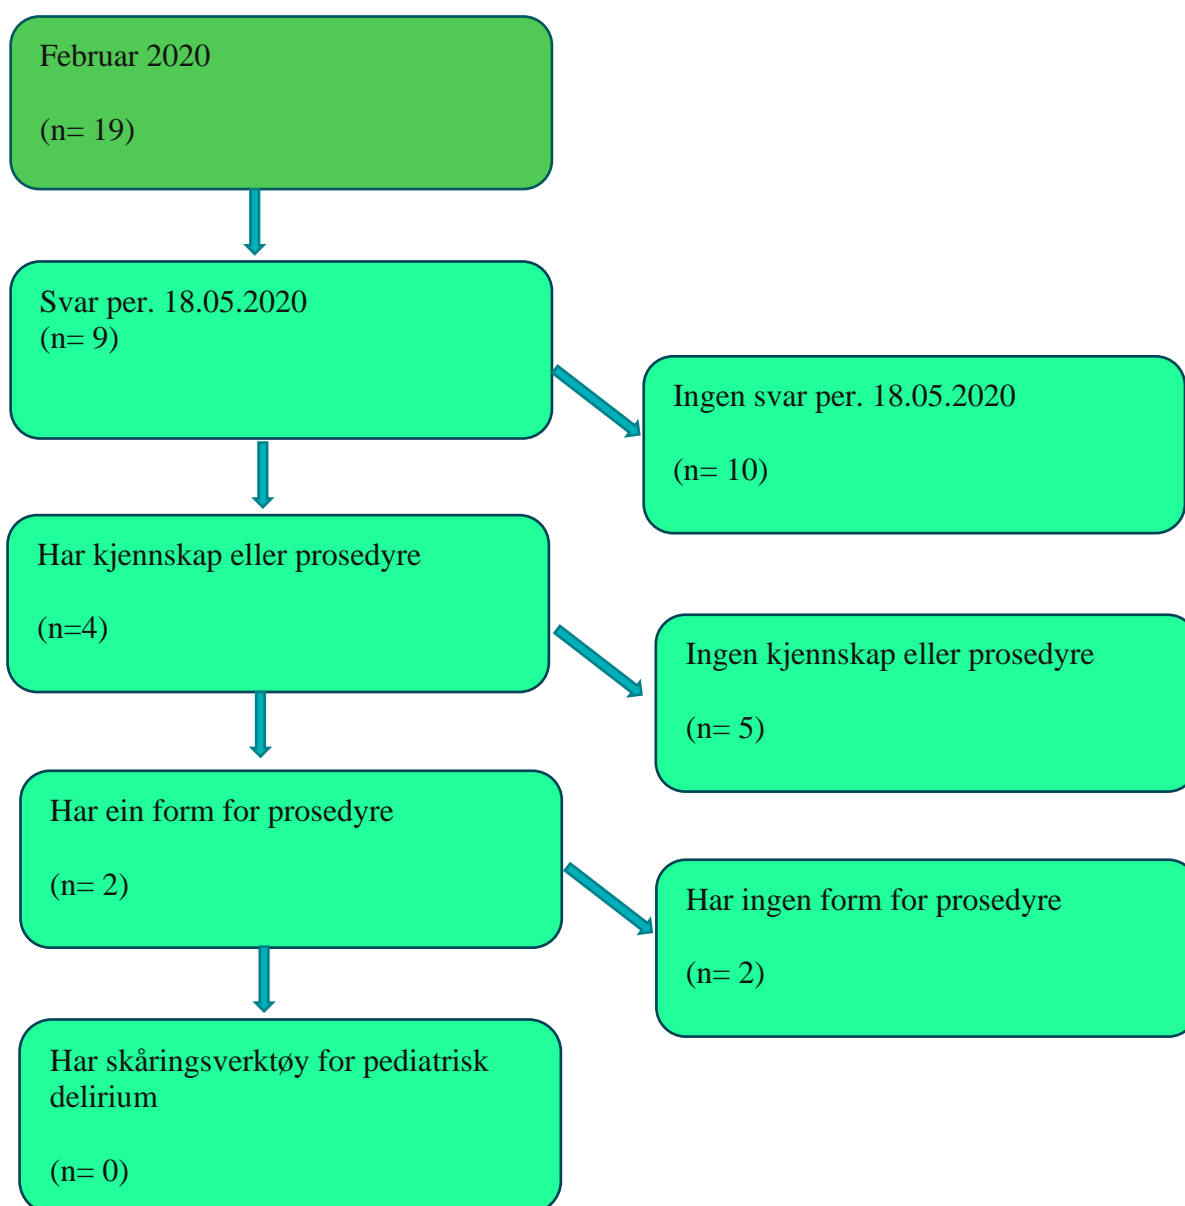 Februar 2020
(n= 19)
Svar per. 18.05.2020
(n= 9)
Ingen svar per. 18.05.2020
(n= 10)
Har kjennskap eller prosedyre
(n=4)
Ingen kjennskap eller prosedyre
(n= 5)
Har ein form for prosedyre
(n= 2)
Har ingen form for prosedyre
(n= 2)
Har skåringsverktøy for pediatrisk
delirium
(n= 0)